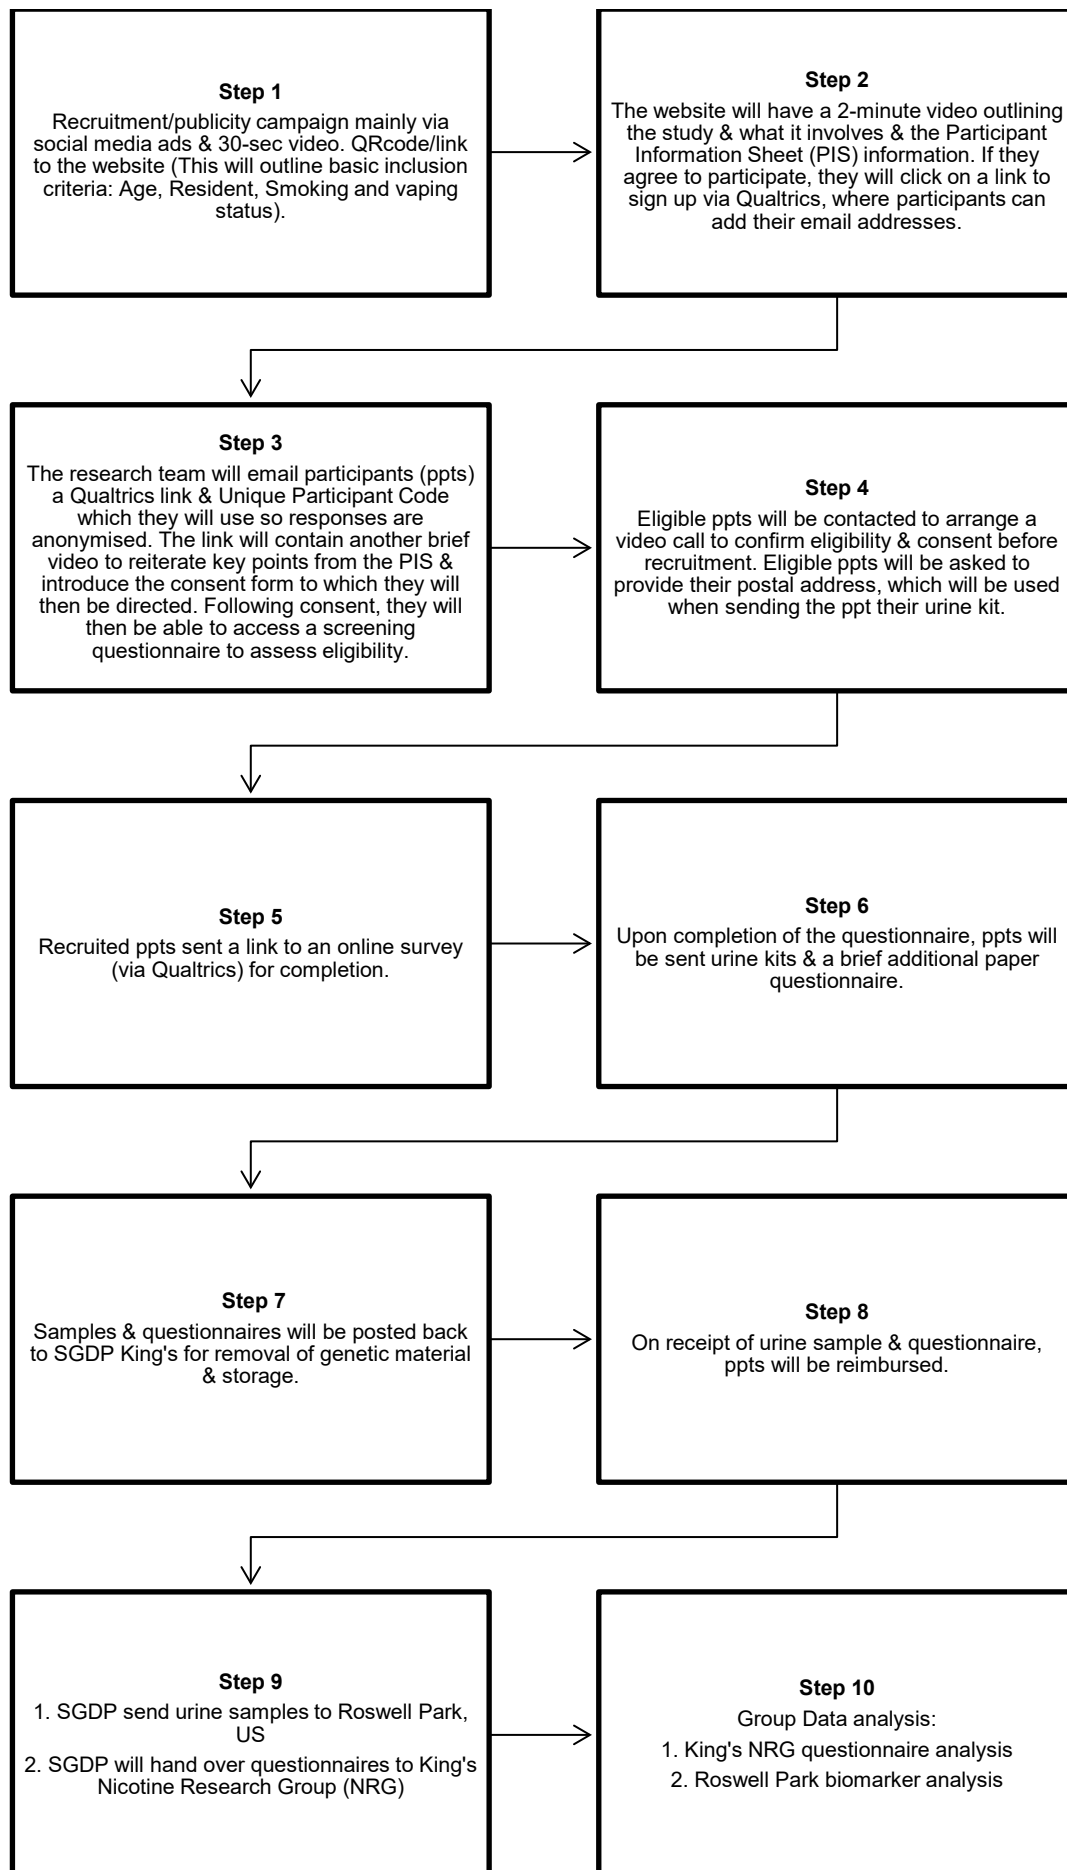 Step 1
Recruitment/publicity campaign mainly via
social media ads & 30-sec video. QRcode/link
to the website (This will outline basic inclusion
criteria: Age, Resident, Smoking and vaping
status).
Step 2
The website will have a 2-minute video outlining
the study & what it involves & the Participant
Information Sheet (PIS) information. If they
agree to participate, they will click on a link to
sign up via Qualtrics, where participants can
add their email addresses.
Step 3
The research team will email participants (ppts)
a Qualtrics link & Unique Participant Code
which they will use so responses are
anonymised. The link will contain another brief
video to reiterate key points from the PIS &
introduce the consent form to which they will
then be directed. Following consent, they will
then be able to access a screening
questionnaire to assess eligibility.
Step 4
Eligible ppts will be contacted to arrange a
video call to confirm eligibility & consent before
recruitment. Eligible ppts will be asked to
provide their postal address, which will be used
when sending the ppt their urine kit.
Step 5
Recruited ppts sent a link to an online survey
(via Qualtrics) for completion.
Step 6
Upon completion of the questionnaire, ppts will
be sent urine kits & a brief additional paper
questionnaire.
Step 7
Samples & questionnaires will be posted back
to SGDP King's for removal of genetic material
& storage.
Step 8
On receipt of urine sample & questionnaire,
ppts will be reimbursed.
Step 9
1. SGDP send urine samples to Roswell Park,
US
2. SGDP will hand over questionnaires to King's
Nicotine Research Group (NRG)
Step 10
Group Data analysis:
1. King's NRG questionnaire analysis
2. Roswell Park biomarker analysis